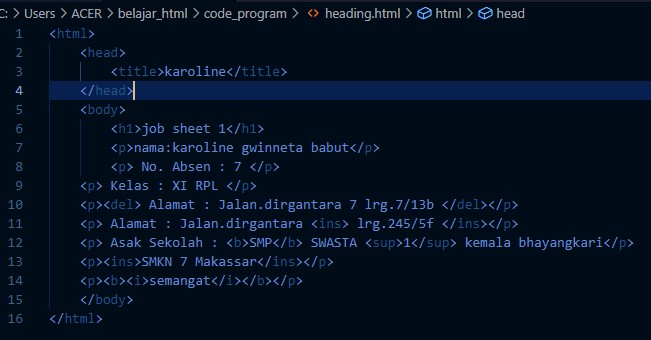 C: > Users > ACER > belajar_html > code_program > <> heading.html > html > head
1 <html>
2 <head>
3 <title>karoline</title>
4 </head>
5 <body>
6 <h1>job sheet 1</h1>
7 <p>nama:karoline gwinneta babut</p>
8 <p> No. Absen : 7 </p>
9 <p> Kelas : XI RPL </p>
10 <p><del> Alamat : Jalan.dirgantara 7 lrg.7/13b </del></p>
11 <p> Alamat : Jalan.dirgantara <ins> lrg.245/5f </ins></p>
12 <p> Asak Sekolah : <b>SMP</b> SWASTA <sup>1</sup> kemala bhayangkari</p>
13 <p><ins>SMKN 7 Makassar</ins></p>
14 <p><b><i>semangat</i></b></p>
15 </body>
16 </html>